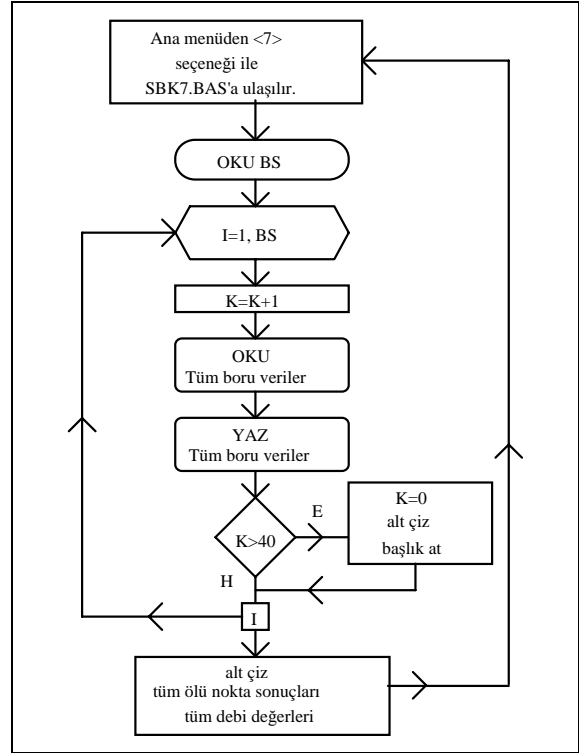 Ana menüden <7>
seçeneği ile
SBK7.BAS'a ulaşılır.
OKU BS
I=1, BS
K=K+1
OKU
Tüm boru veriler
YAZ
Tüm boru veriler
K>40
E
K=0
alt çiz
başlık at
H
I
alt çiz
tüm ölü nokta sonuçları
tüm debi değerleri